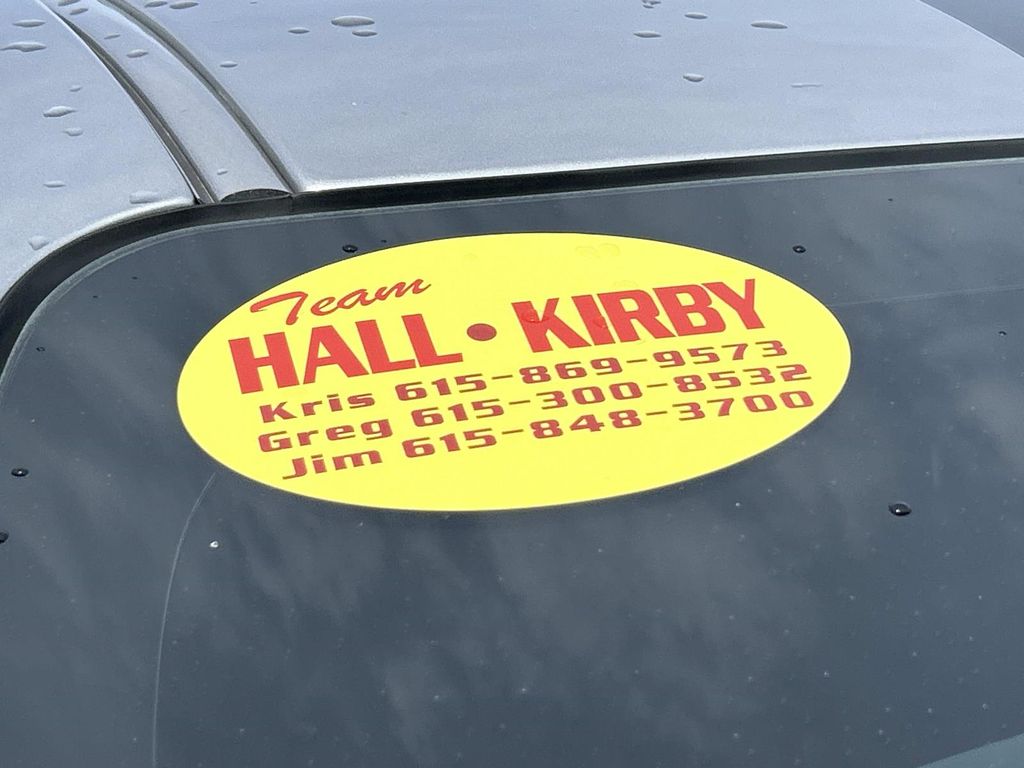 Team
HALL • KIRBY
Kris 615-869-9573
Greg 615-300-8532
Jim 615-848-3700